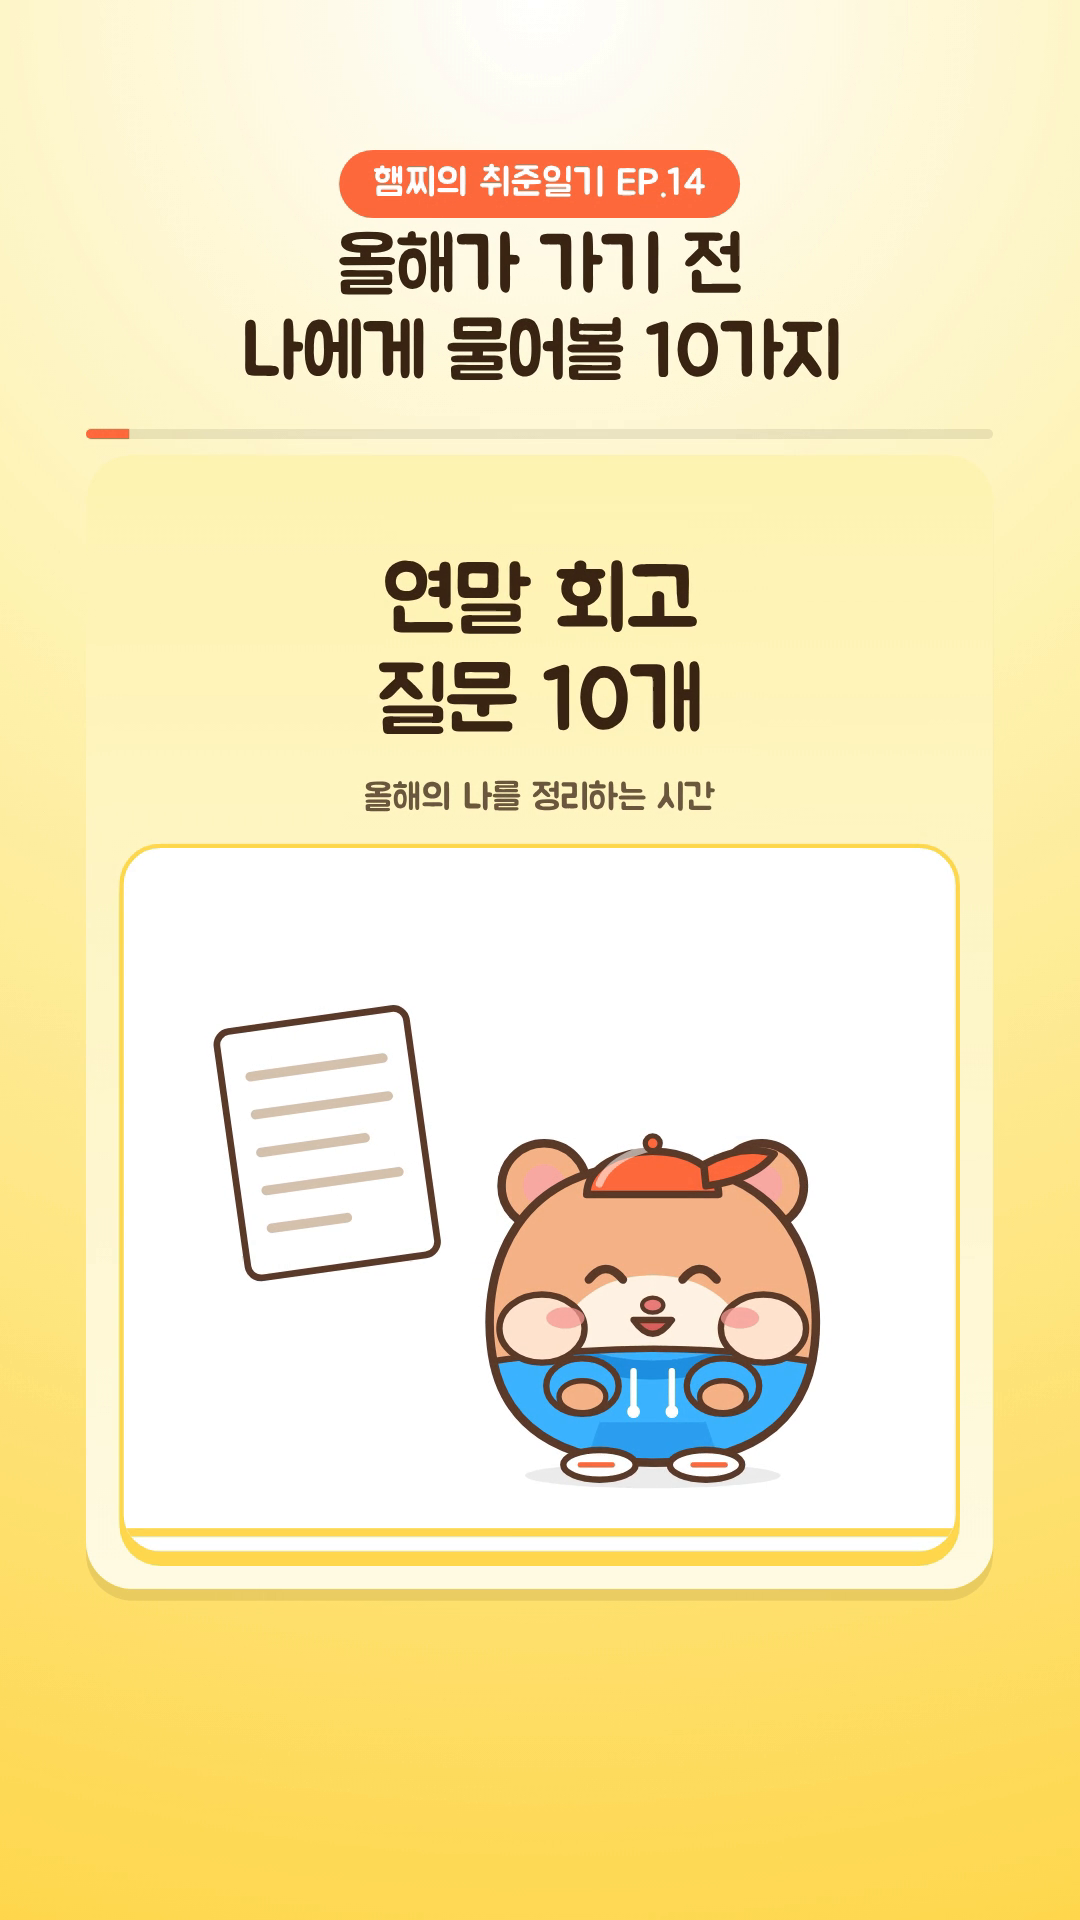 햄찌의 취준일기 EP.14
올해가 가기 전
나에게 물어볼 10가지
연말 회고
질문 10개
올해의 나를 정리하는 시간